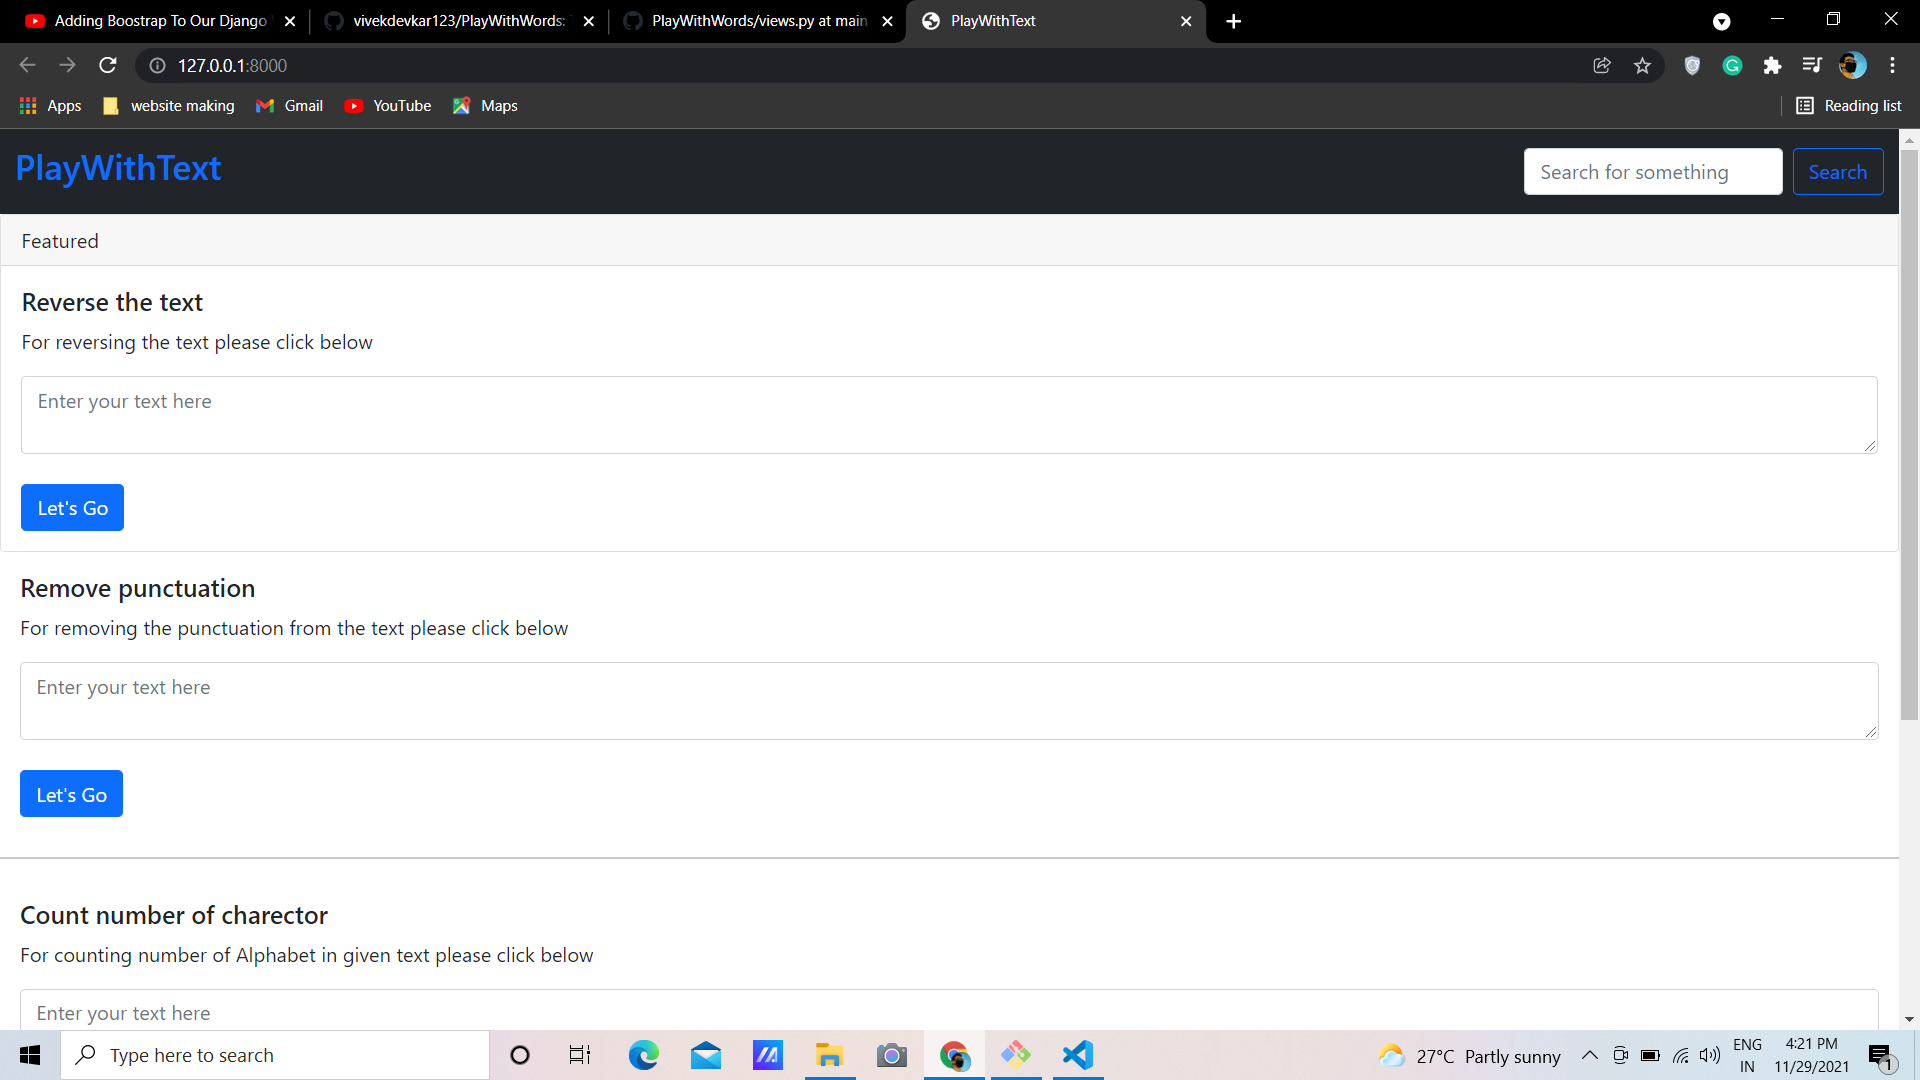 Adding Boostrap To Our Django
vivekdevkar123/PlayWithWords:
PlayWithWords/views.py at main
PlayWithText
127.0.0.1:8000
Apps
website making
Gmail
YouTube
Maps
Reading list
PlayWithText
Search for something
Search
Featured
Reverse the text
For reversing the text please click below
Enter your text here
Let's Go
Remove punctuation
For removing the punctuation from the text please click below
Enter your text here
Let's Go
Count number of charector
For counting number of Alphabet in given text please click below
Enter your text here
Type here to search
27°C Partly sunny
ENG
IN
4:21 PM
11/29/2021
1